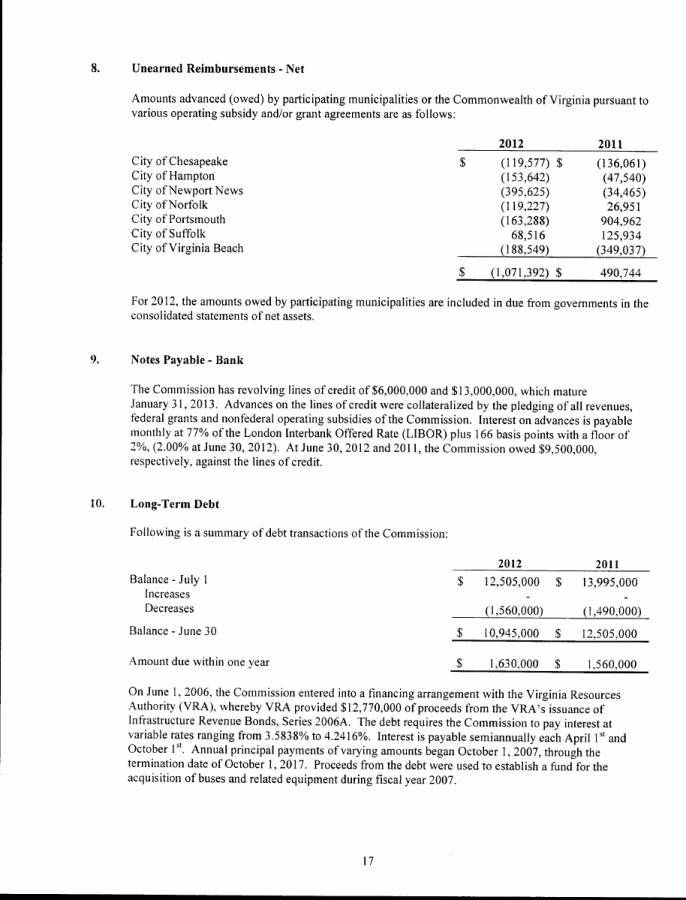 8. Unearned Reimbursements - Net
Amounts advanced (owed) by participating municipalities or the Commonwealth of Virginia pursuant to
various operating subsidy and/or grant agreements are as follows:
2012 2011
City of Chesapeake $ (119,577) $ (136,061)
City of Hampton (153,642) (47,540)
City of Newport News (395,625) (34,465)
City of Norfolk (119,227) 26,951
City of Portsmouth (163,288) 904,962
City of Suffolk 68,516 125,934
City of Virginia Beach (188,549) (349,037)
$ (1,071,392) $ 490,744
For 2012, the amounts owed by participating municipalities are included in due from governments in the
consolidated statements of net assets.
9. Notes Payable - Bank
The Commission has revolving lines of credit of $6,000,000 and $13,000,000, which mature
January 31, 2013. Advances on the lines of credit were collateralized by the pledging of all revenues,
federal grants and nonfederal operating subsidies of the Commission. Interest on advances is payable
monthly at 77% of the London Interbank Offered Rate (LIBOR) plus 166 basis points with a floor of
2%, (2.00% at June 30, 2012). At June 30, 2012 and 2011, the Commission owed $9,500,000,
respectively, against the lines of credit.
10. Long-Term Debt
Following is a summary of debt transactions of the Commission:
2012 2011
Balance - July 1 $ 12,505,000 $ 13,995,000
Increases - -
Decreases (1,560,000) (1,490,000)
Balance - June 30 $ 10,945,000 $ 12,505,000
Amount due within one year $ 1,630,000 $ 1,560,000
On June 1, 2006, the Commission entered into a financing arrangement with the Virginia Resources
Authority (VRA), whereby VRA provided $12,770,000 of proceeds from the VRA's issuance of
Infrastructure Revenue Bonds, Series 2006A. The debt requires the Commission to pay interest at
variable rates ranging from 3.5838% to 4.2416%. Interest is payable semiannually each April 1st and
October 1st. Annual principal payments of varying amounts began October 1, 2007, through the
termination date of October 1, 2017. Proceeds from the debt were used to establish a fund for the
acquisition of buses and related equipment during fiscal year 2007.
17